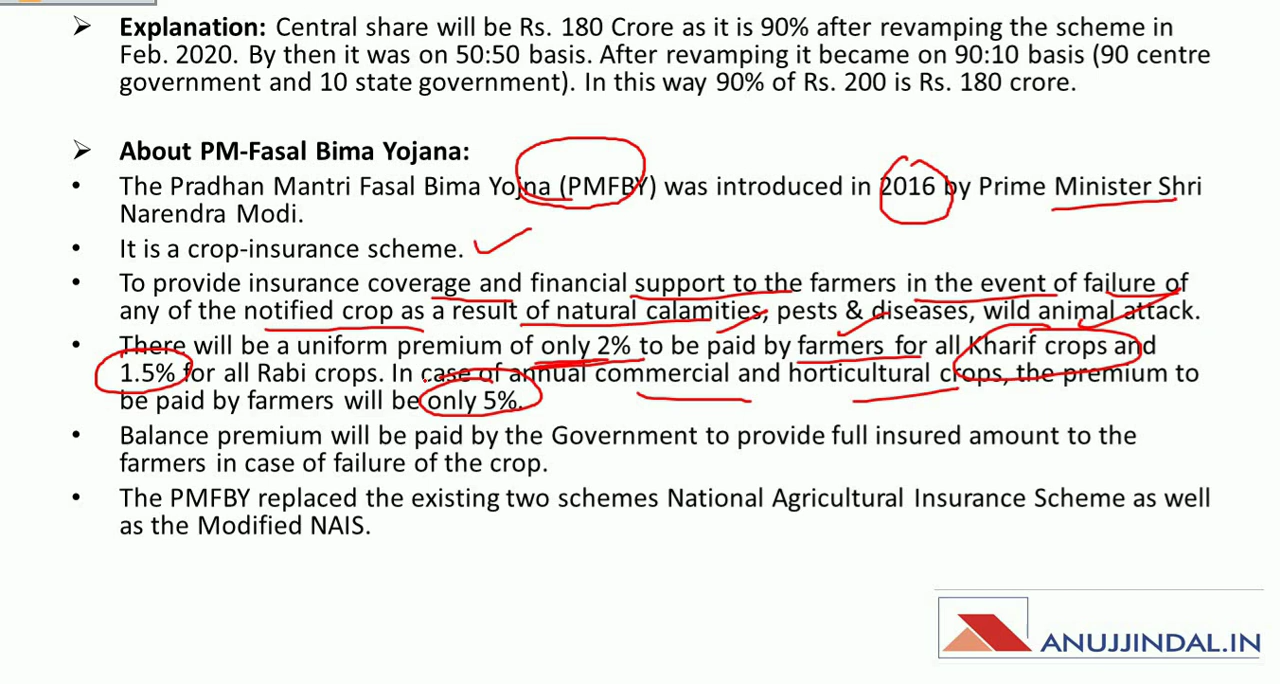 ➢ Explanation: Central share will be Rs. 180 Crore as it is 90% after revamping the scheme in
Feb. 2020. By then it was on 50:50 basis. After revamping it became on 90:10 basis (90 centre
government and 10 state government). In this way 90% of Rs. 200 is Rs. 180 crore.
➢ About PM-Fasal Bima Yojana:
• The Pradhan Mantri Fasal Bima Yojna (PMFBY) was introduced in 2016 by Prime Minister Shri
Narendra Modi.
• It is a crop-insurance scheme.
• To provide insurance coverage and financial support to the farmers in the event of failure of
any of the notified crop as a result of natural calamities, pests & diseases, wild animal attack.
• There will be a uniform premium of only 2% to be paid by farmers for all Kharif crops and
1.5% for all Rabi crops. In case of annual commercial and horticultural crops, the premium to
be paid by farmers will be only 5%.
• Balance premium will be paid by the Government to provide full insured amount to the
farmers in case of failure of the crop.
• The PMFBY replaced the existing two schemes National Agricultural Insurance Scheme as well
as the Modified NAIS.
ANUJJINDAL.IN